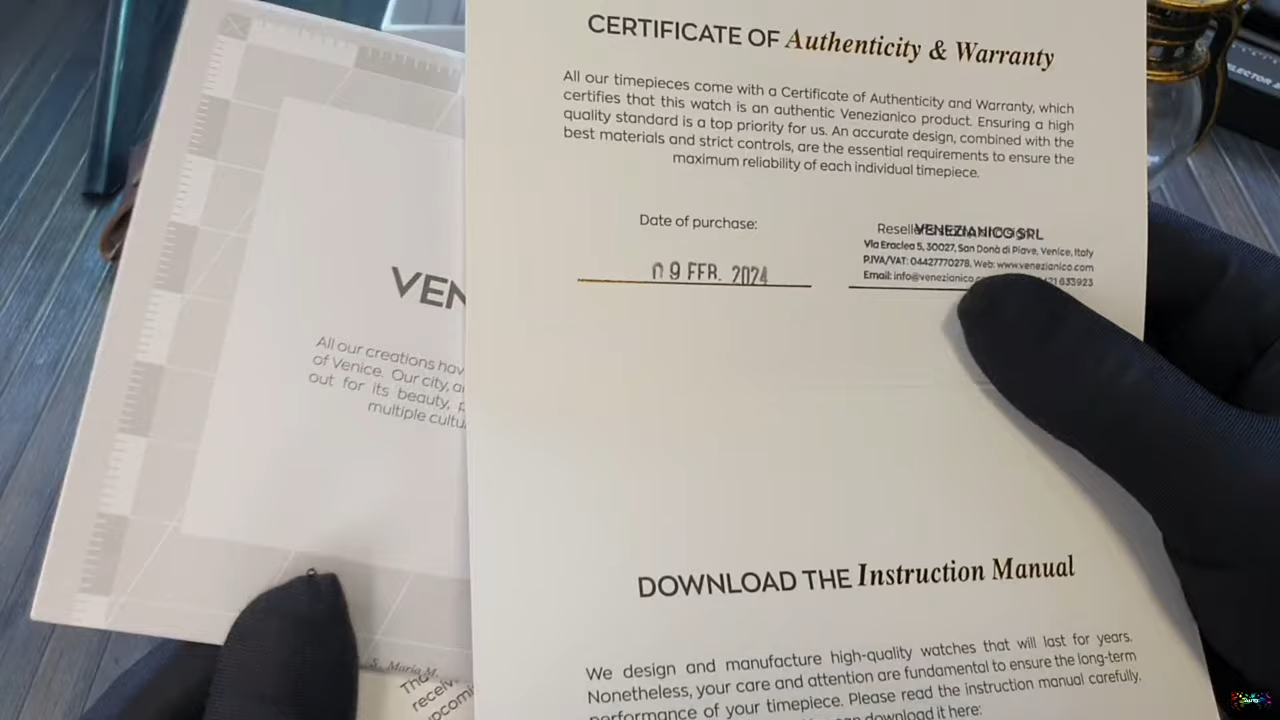 CERTIFICATE OF Authenticity & Warranty
All our timepieces come with a Certificate of Authenticity and Warranty, which
certifies that this watch is an authentic Venezianico product. Ensuring a high
quality standard is a top priority for us. An accurate design, combined with the
best materials and strict controls, are the essential requirements to ensure the
maximum reliability of each individual timepiece.
Date of purchase:
09 FEB. 2024
VENEZIANICO SRL
Via Eraclea 5, 30027, San Donà di Piave, Venice, Italy
P.IVA/VAT: 04427770278, Web: www.venezianico.com
Email: info@venezianico
633923
DOWNLOAD THE Instruction Manual
We design and manufacture high-quality watches that will last for years.
Nonetheless, your care and attention are fundamental to ensure the long-term
performance of your timepiece. Please read the instruction manual carefully.
download it here:
VEN
All our creations hav
of Venice. Our city, a
out for its beauty,
multiple cultu
S. Maria M.